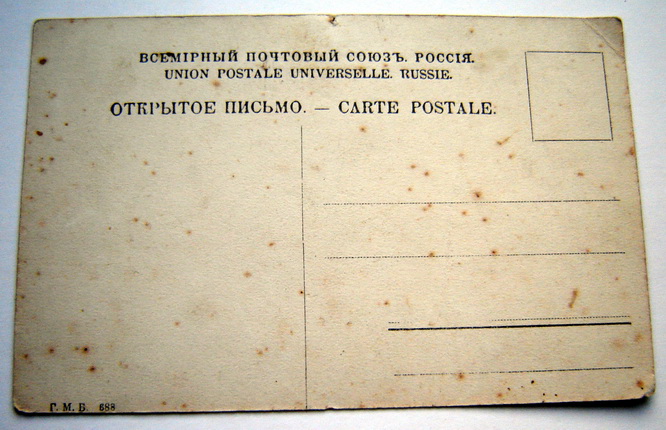 ВСЕМІРНЫЙ ПОЧТОВЫЙ СОЮЗЪ. РОССІЯ.
UNION POSTALE UNIVERSELLE. RUSSIE.
ОТКРЫТОЕ ПИСЬМО. — CARTE POSTALE.
Г. М. Б. 688